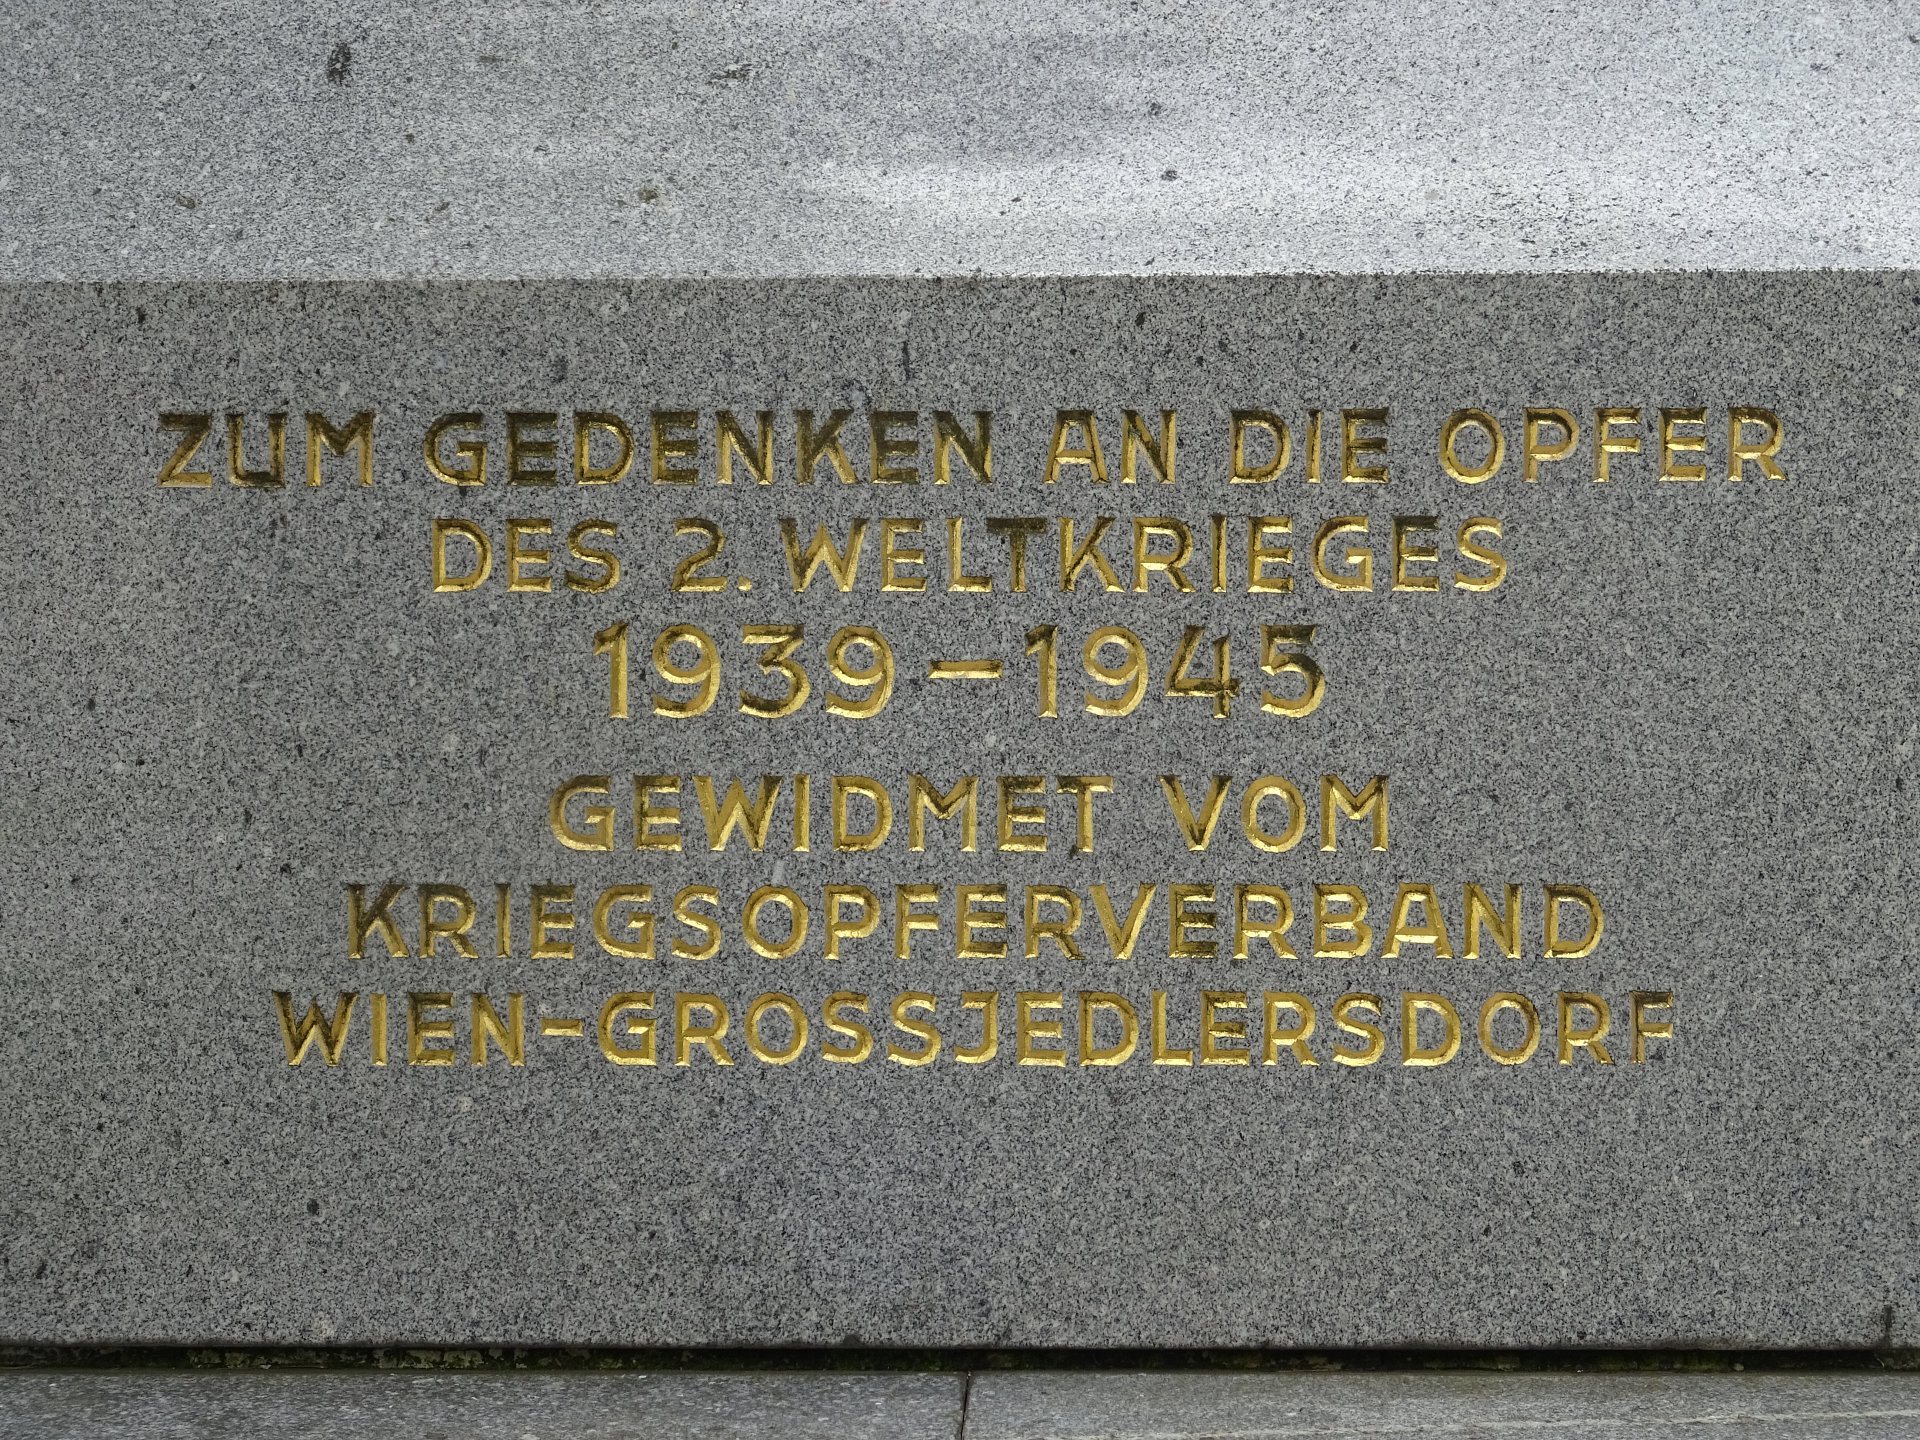 ZUM GEDENKEN AN DIE OPFER
DES 2. WELTKRIEGES
1939–1945
GEWIDMET VOM
KRIEGSOPFERVERBAND
WIEN-GROSSJEDLERSDORF